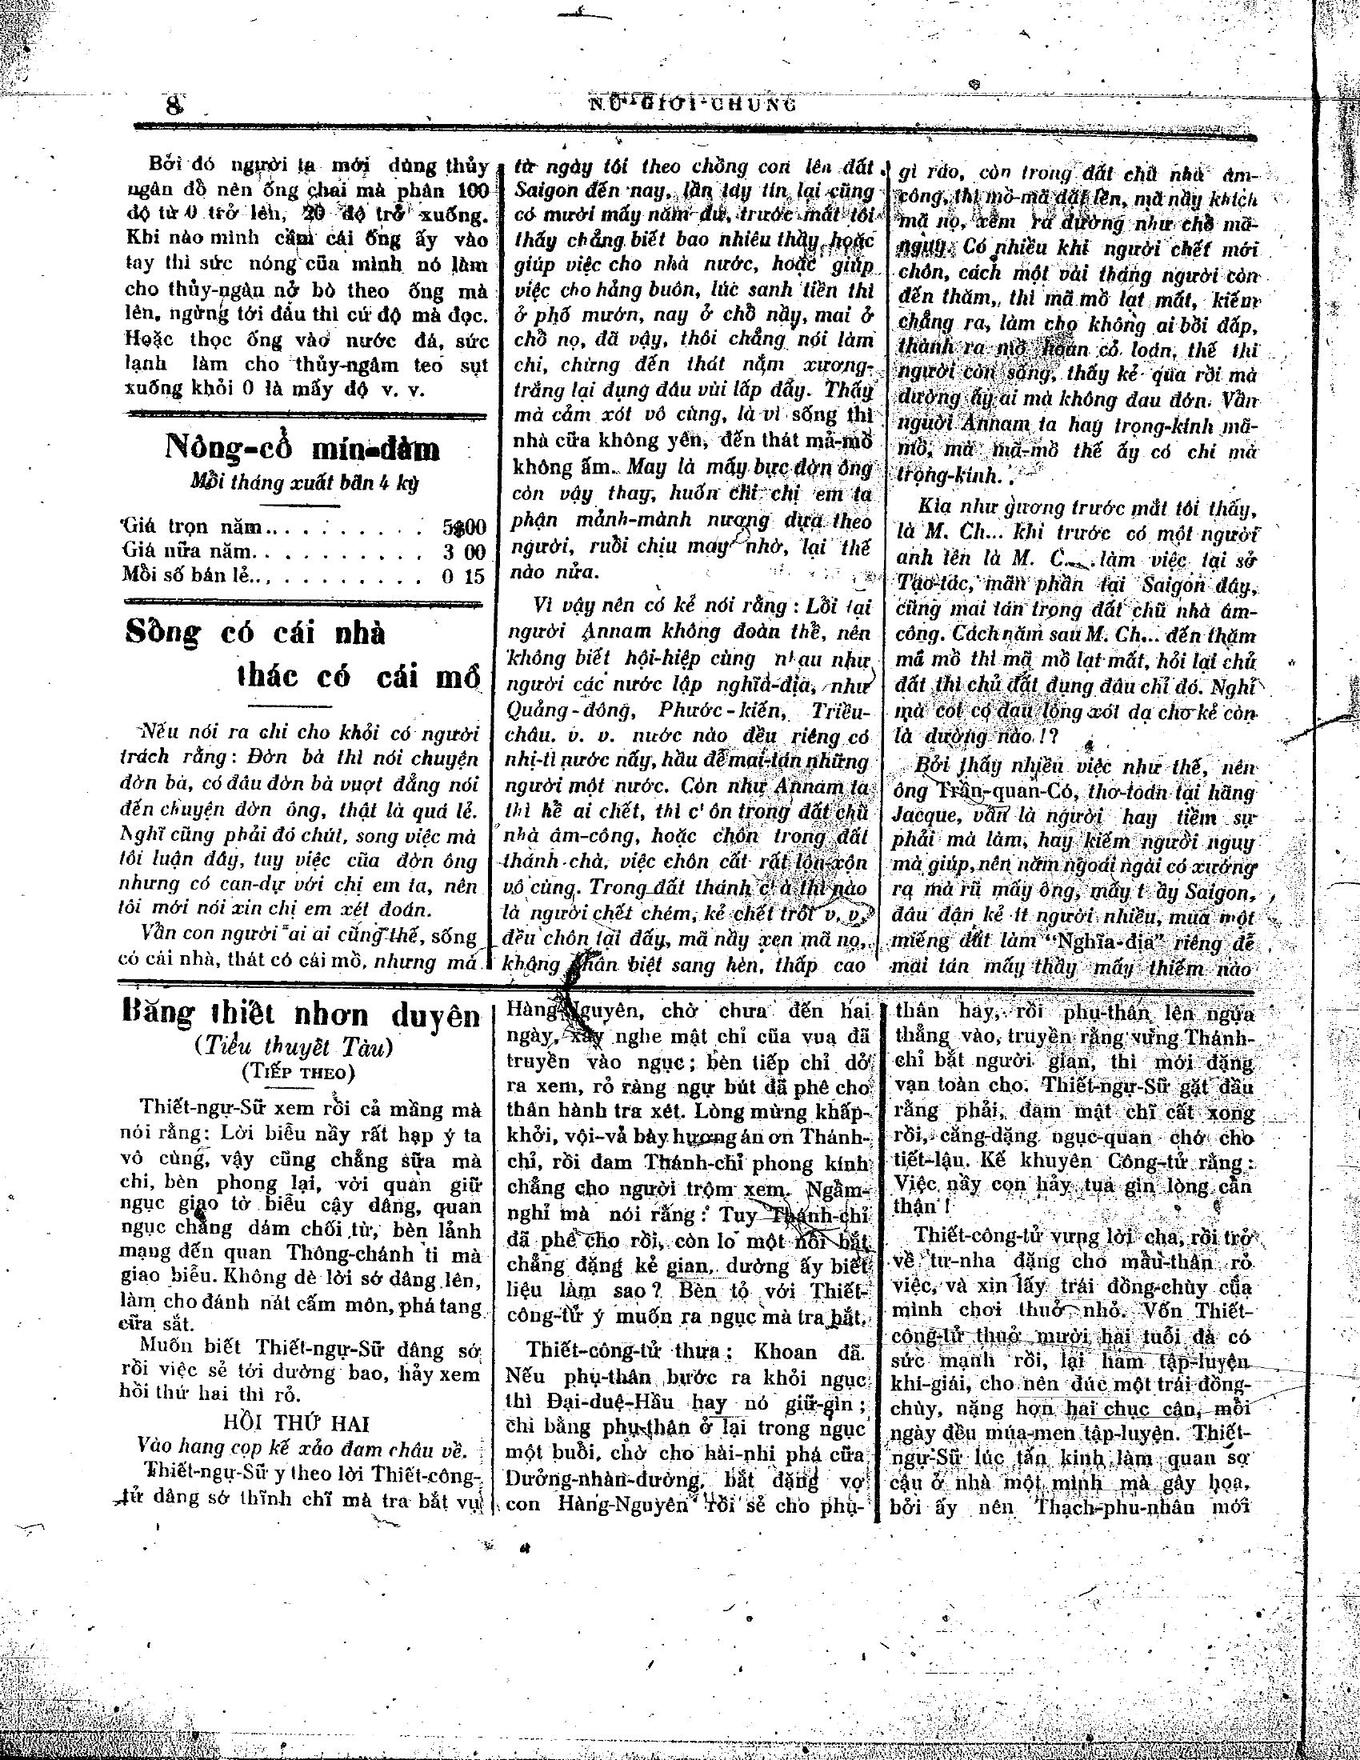 8
NỮ-GIỚI-CHUNG
Bởi đó người ta mới dùng thủy
ngân đồ nên ống chai mà phân 100
độ từ 0 trở lên, 20 độ trở xuống.
Khi nào mình cầm cái ống ấy vào
tay thì sức nóng của mình nó làm
cho thủy-ngàn nở bò theo ống mà
lên, ngừng tới đâu thì cứ độ mà đọc.
Hoặc thọc ống vào nước đá, sức
lạnh làm cho thủy-ngâm teo sụt
xuống khỏi 0 là mấy độ v. v.
Nông-cổ mín-đàm
Mỗi tháng xuất bản 4 kỳ
Giá trọn năm.. . . . . . . . . 5$00
Giá nữa năm. . . . . . . . . . 3 00
Mỗi số bán lẻ.., . . . . . . . . 0 15
Sồng có cái nhà
thác có cái mồ
Nếu nói ra chi cho khỏi có người
trách rằng : Đờn bà thì nói chuyện
đờn bà, có đâu đờn bà vượt đẳng nói
đến chuyện đờn ông, thật là quá lẻ.
Nghĩ cũng phải đó chút, song việc mà
tôi luận đây, tuy việc của đờn ông
nhưng có can-dự với chị em ta, nên
tôi mới nói xin chị em xét đoán.
Vẫn con người ai ai cũng thế, sống
có cái nhà, thát có cái mồ, nhưng mà
từ ngày tôi theo chồng con lên đất
Saigon đến nay, lần tay tín lại cũng
có mười mấy năm dư, trước mắt tôi
thấy chẳng biết bao nhiêu thầy, hoặc
giúp việc cho nhà nước, hoặc giúp
việc cho hảng buôn, lúc sanh tiền thì
ở phố mướn, nay ở chỗ nầy, mai ở
chỗ nọ, đã vậy, thôi chẳng nói làm
chi, chừng đến thát nắm xương-
trắng lại đụng đâu vùi lấp đấy. Thấy
mà cảm xót vô cùng, là vì sống thì
nhà cữa không yên, đến thát mả-mồ
không ấm. May là mấy bực đờn ông
còn vậy thay, huốn chi chị em ta
phận mảnh-mành nương dựa theo
người, ruồi chịu may nhờ, lại thế
nào nửa.
Vì vậy nên có kẻ nói rằng : Lỗi tại
người Annam không đoàn thể, nên
không biết hội-hiệp cùng nhau như
người các nước lập nghĩa-địa, như
Quảng-đông, Phước-kiến, Triều-
châu. v. v. nước nào đều riêng có
nhị-tì nước nấy, hầu để mai-tán những
người một nước. Còn như Annam ta
thì hễ ai chết, thì chôn trong đất chũ
nhà âm-công, hoặc chôn trong đất
thánh-chà, việc chôn cất rất lôn-xộn
vô cùng. Trong đất thánh chà thì nào
là người chết chém, kẻ chết trôi v. v.
đều chôn tại đấy, mã nầy xen mã nọ,
không phân biệt sang hèn, thấp cao
gì ráo, còn trong đất chũ nhà âm-
công, thì mồ-mã dất lên, mã nầy khích
mã nọ, xem ra dường như chỗ mã-
nguy. Có nhiều khi người chết mới
chôn, cách một vài tháng người còn
đến thăm, thì mã mồ lạt mất, kiếm
chẳng ra, làm cho không ai bồi đắp,
thành ra mồ hoan cỏ loán, thế thì
người còn sống, thấy kẻ qua rồi mà
dường ấy ai mà không đau đớn. Vẫn
người Annam ta hay trọng-kính mã-
mồ, mà mã-mồ thế ấy có chi mà
trọng-kính. .
Kìa như gương trước mắt tôi thấy,
là M. Ch... khi trước có một người
anh tên là M. C.... làm việc tại sở
Tạo-tác, mãn phần tại Saigon đây,
cũng mai tán trọng đất chũ nhà âm-
công. Cách năm sau M. Ch... đến thăm
mã mồ thì mã mồ lạt mất, hỏi lại chủ
đất thì chủ đất đụng đâu chỉ đó. Nghĩ
mà coi có đau lòng xót dạ cho kẻ còn
là dường nào !?
Bởi thấy nhiều việc như thế, nên
ông Trần-quan-Có, thơ-toán tại hãng
Jacque, vẫn là người hay tiềm sự
phải mà làm, hay kiếm người nguy
mà giúp, nên năm ngoái ngài có xướng
ra mà rũ mấy ông, mấy thầy Saigon,
đâu đặn kẻ ít người nhiều, mua một
miếng đất làm “Nghĩa-địa” riêng để
mai tán mấy thầy mấy thiếm nào
Băng thiết nhơn duyên
(Tiểu thuyết Tàu)
(TIẾP THEO)
Thiết-ngự-Sữ xem rồi cả mầng mà
nói rằng: Lời biểu nầy rất hạp ý ta
vô cùng, vậy cũng chẳng sữa mà
chi, bèn phong lại, với quan giữ
ngục giao tờ biểu cậy dâng, quan
ngục chẳng dám chối từ, bèn lảnh
mạng đến quan Thông-chánh ti mà
giao biểu. Không dè lời sớ dâng lên,
làm cho đánh nát cấm môn, phá tang
cữa sắt.
Muốn biết Thiết-ngự-Sữ dâng sớ
rồi việc sẻ tới dường bao, hảy xem
hồi thứ hai thì rỏ.
HỒI THỨ HAI
Vào hang cọp kế xảo đam châu về.
Thiết-ngự-Sữ y theo lời Thiết-công-
tử dâng sớ thỉnh chỉ mà tra bắt vụ
Hàng-Nguyên, chờ chưa đến hai
ngày, xảy nghe mật chỉ của vua đã
truyền vào ngục; bèn tiếp chỉ dở
ra xem, rỏ ràng ngự bút đã phê cho
thân hành tra xét. Lòng mừng khấp-
khởi, vội-vả bày hương án ơn Thánh-
chỉ, rồi đam Thánh-chỉ phong kính
chẳng cho người trộm xem. Ngầm-
nghỉ mà nói rằng: Tuy Thánh-chỉ
đã phê cho rồi, còn lo một nỗi bắt
chẳng đặng kẻ gian, dường ấy biết
liệu làm sao ? Bèn tỏ với Thiết-
công-tử ý muốn ra ngục mà tra bắt.
Thiết-công-tử thưa : Khoan đã.
Nếu phụ-thân bước ra khỏi ngục
thì Đại-duệ-Hầu hay nó giữ-gìn ;
chi bằng phụ-thân ở lại trong ngục
một buổi, chờ cho hài-nhi phá cữa
Dưởng-nhàn-đường, bắt đặng vợ
con Hàng-Nguyên rồi sẻ cho phụ-
thân hay, rồi phụ-thân lên ngựa
thẳng vào, truyền rằng vưng Thánh-
chỉ bắt người gian, thì mới đặng
vạn toàn cho. Thiết-ngự-Sữ gặt đầu
rằng phải, đam mật chĩ cất xong
rồi, căng-dặng ngục-quan chớ cho
tiết-lậu. Kế khuyên Công-tử rằng :
Việc nầy con hảy tua gìn lòng cẩn
thận !
Thiết-công-tử vưng lời cha, rồi trở
về tư-nha đặng cho mẫu-thân rỏ
việc, và xin lấy trái đồng-chùy của
mình chơi thuở nhỏ. Vốn Thiết-
công-tử thuở mười hai tuổi đã có
sức mạnh rồi, lại ham tập-luyện
khí-giái, cho nên đúc một trái đồng-
chùy, nặng hơn hai chục cân, mỗi
ngày đều múa-men tập-luyện. Thiết-
ngự-Sữ lúc tấn kinh làm quan sợ
cậu ở nhà một mình mà gây họa,
bởi ấy nên Thạch-phu-nhân mới